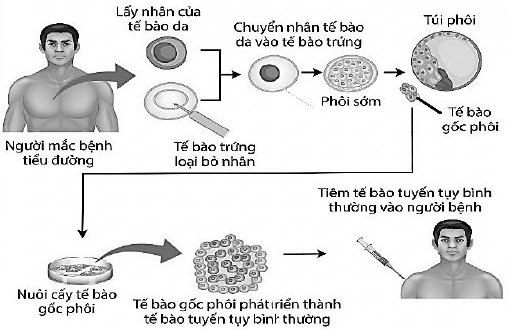 Lấy nhân của
tế bào da
Chuyển nhân tế bào
da vào tế bào trứng
Túi phôi
Phôi sớm
Tế bào
gốc phôi
Người mắc bệnh
tiểu đường
Tế bào trứng
loại bỏ nhân
Tiêm tế bào tuyến tụy bình
thường vào người bệnh
Nuôi cấy tế bào
gốc phôi
Tế bào gốc phôi phát triển thành
tế bào tuyến tụy bình thường